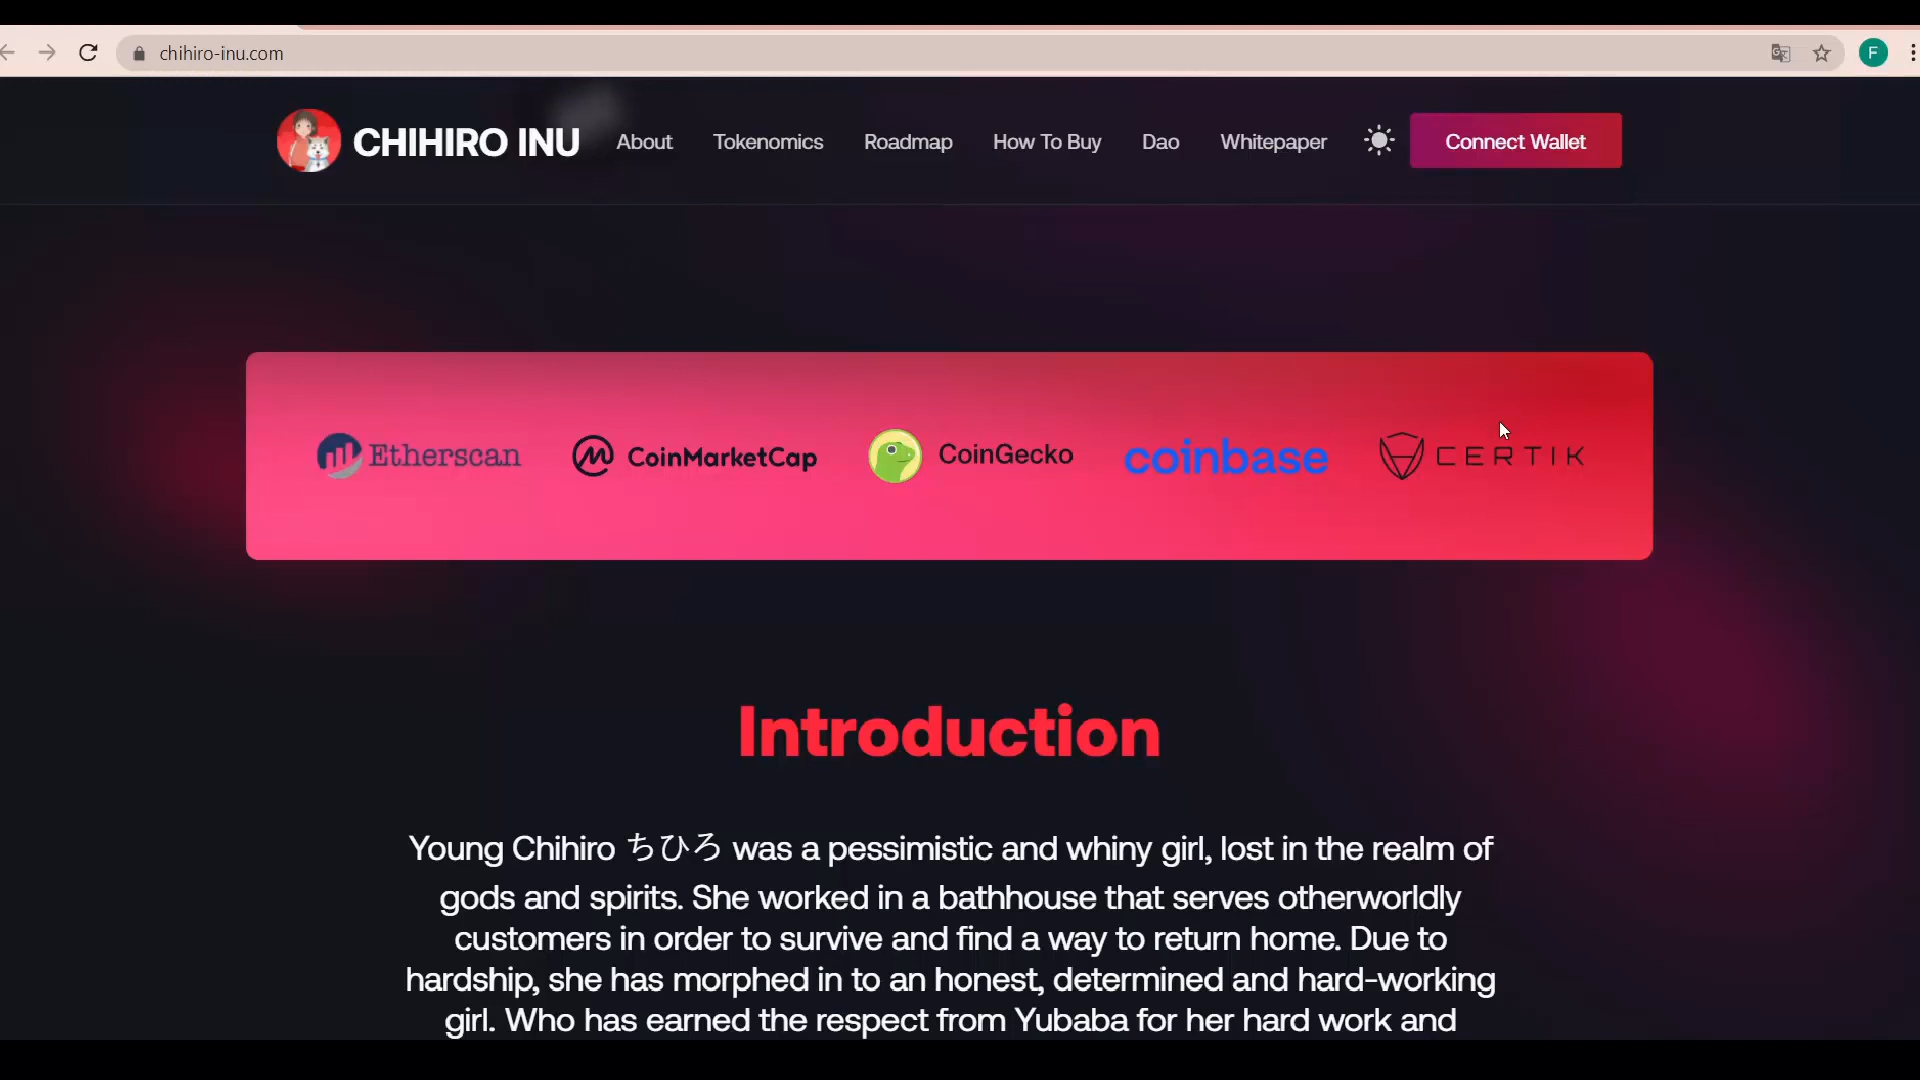 chihiro-inu.com
F
CHIHIRO INU
About
Tokenomics
Roadmap
How To Buy
Dao
Whitepaper
Connect Wallet
Etherscan
CoinMarketCap
CoinGecko
coinbase
CERTIK
Introduction
Young Chihiro ちひろ was a pessimistic and whiny girl, lost in the realm of
gods and spirits. She worked in a bathhouse that serves otherworldly
customers in order to survive and find a way to return home. Due to
hardship, she has morphed in to an honest, determined and hard-working
girl. Who has earned the respect from Yubaba for her hard work and